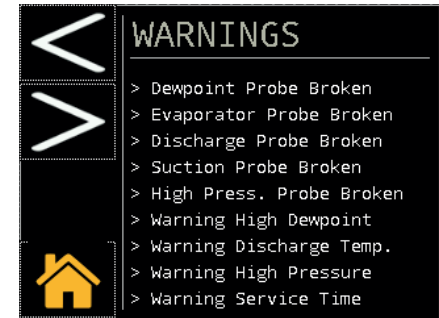 WARNINGS
> Dewpoint Probe Broken
> Evaporator Probe Broken
> Discharge Probe Broken
> Suction Probe Broken
> High Press. Probe Broken
> Warning High Dewpoint
> Warning Discharge Temp.
> Warning High Pressure
> Warning Service Time